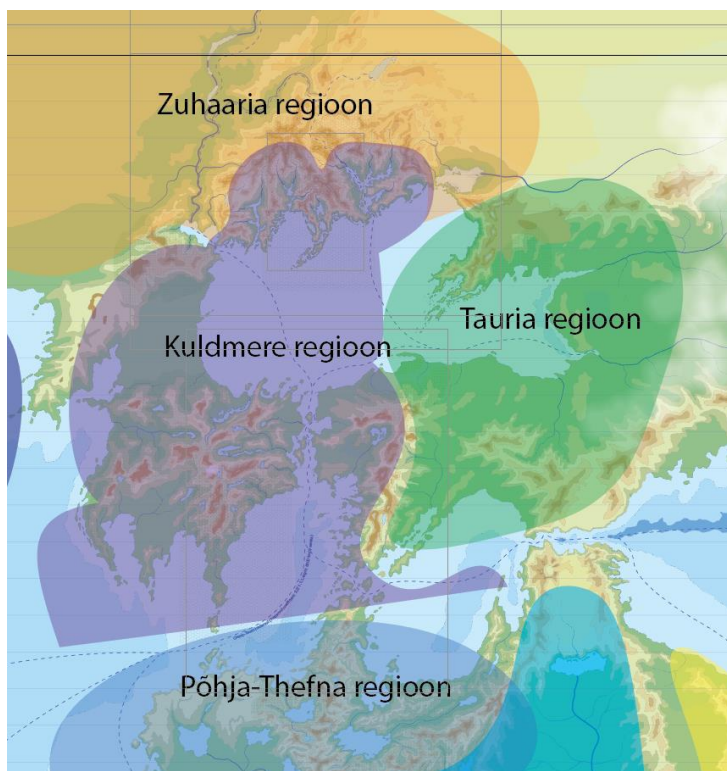 Zuhaaria regioon
Tauria regioon
Kuldmere regioon
Põhja-Thefna regioon